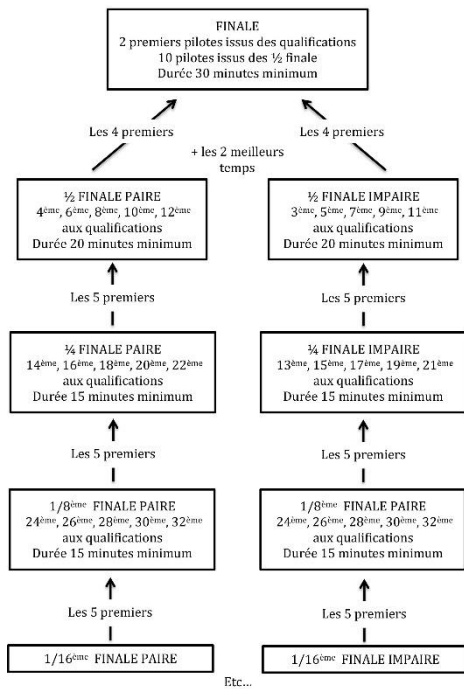 FINALE
2 premiers pilotes issus des qualifications
10 pilotes issus des ½ finale
Durée 30 minutes minimum
Les 4 premiers
Les 4 premiers
+ les 2 meilleurs
temps
½ FINALE PAIRE
4ème, 6ème, 8ème, 10ème, 12ème
aux qualifications
Durée 20 minutes minimum
½ FINALE IMPAIRE
3ème, 5ème, 7ème, 9ème, 11ème
aux qualifications
Durée 20 minutes minimum
Les 5 premiers
Les 5 premiers
¼ FINALE PAIRE
14ème, 16ème, 18ème, 20ème, 22ème
aux qualifications
Durée 15 minutes minimum
¼ FINALE IMPAIRE
13ème, 15ème, 17ème, 19ème, 21ème
aux qualifications
Durée 15 minutes minimum
Les 5 premiers
Les 5 premiers
1/8ème FINALE PAIRE
24ème, 26ème, 28ème, 30ème, 32ème
aux qualifications
Durée 15 minutes minimum
1/8ème FINALE PAIRE
24ème, 26ème, 28ème, 30ème, 32ème
aux qualifications
Durée 15 minutes minimum
Les 5 premiers
Les 5 premiers
1/16ème FINALE PAIRE
1/16ème FINALE IMPAIRE
Etc...